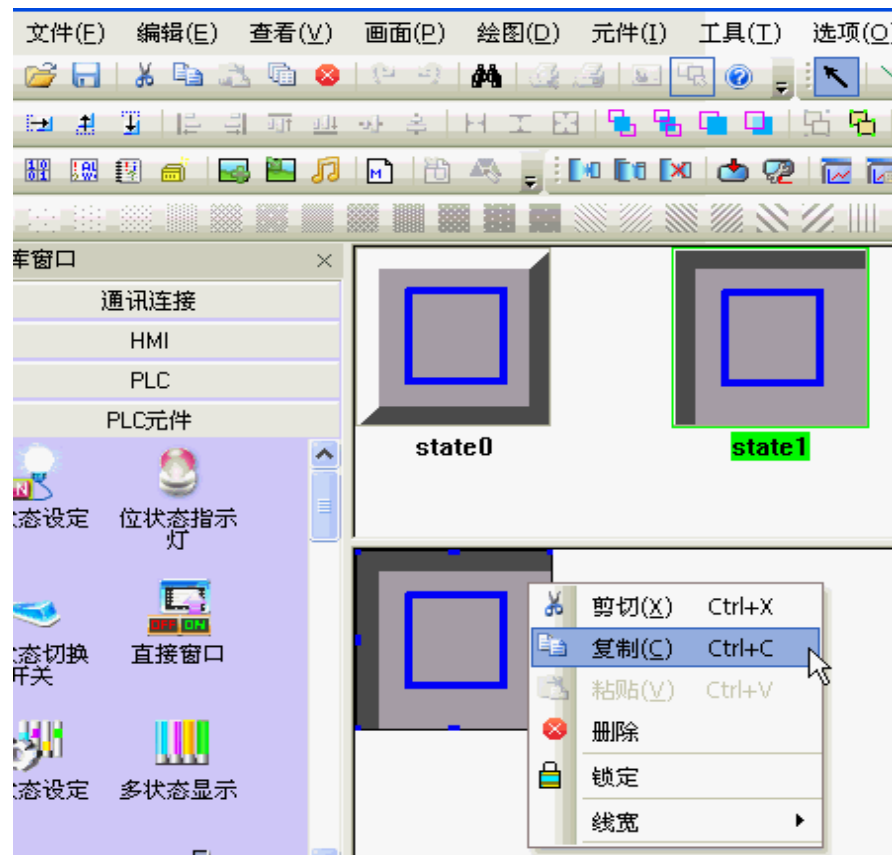 文件(F) 编辑(E) 查看(V) 画面(P) 绘图(D) 元件(I) 工具(T) 选项(O
库窗口
通讯连接
HMI
PLC
PLC元件
态设定 位状态指示
灯
态切换 直接窗口
开关
态设定 多状态显示
state0 state1
剪切(X) Ctrl+X
复制(C) Ctrl+C
粘贴(V) Ctrl+V
删除
锁定
线宽